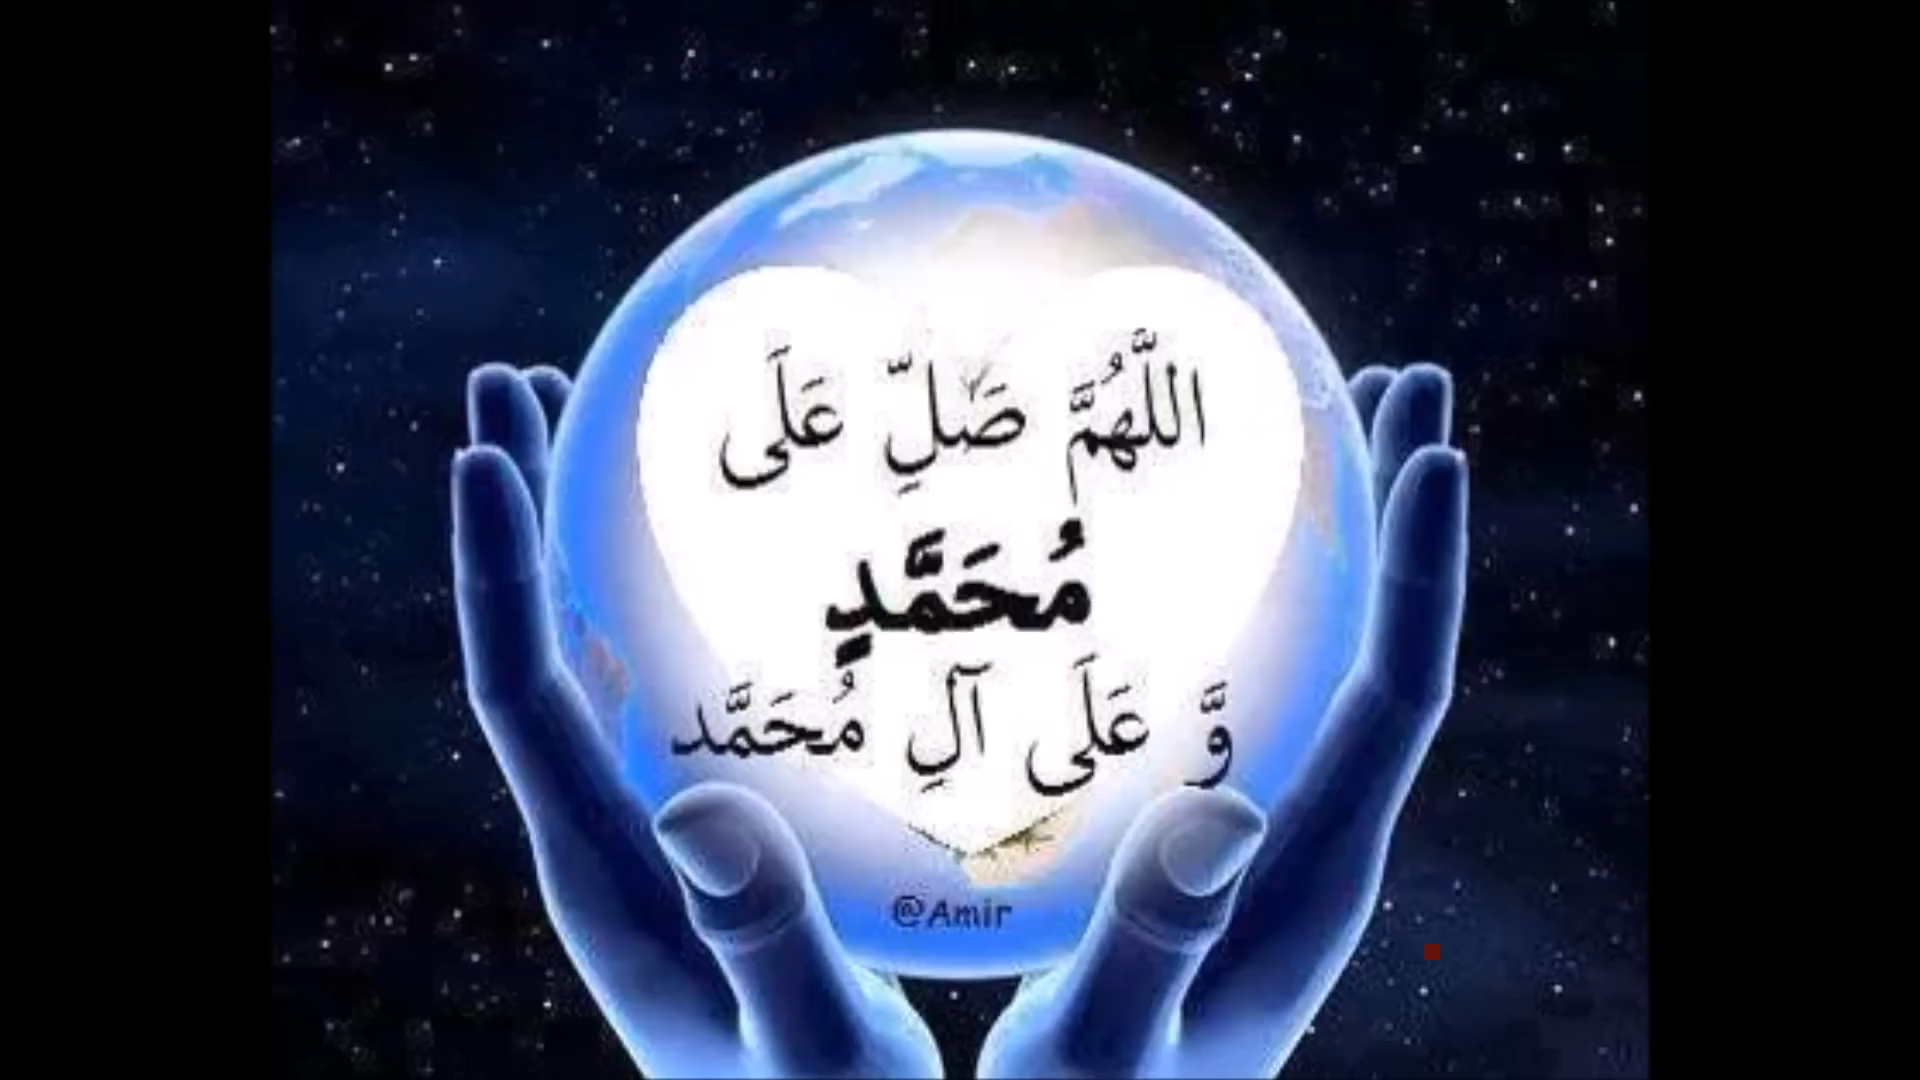 اللَّهُمَّ صَلِّ عَلَى
مُحَمَّدٍ
وَّ عَلَى آلِ مُحَمَّد
@Amir